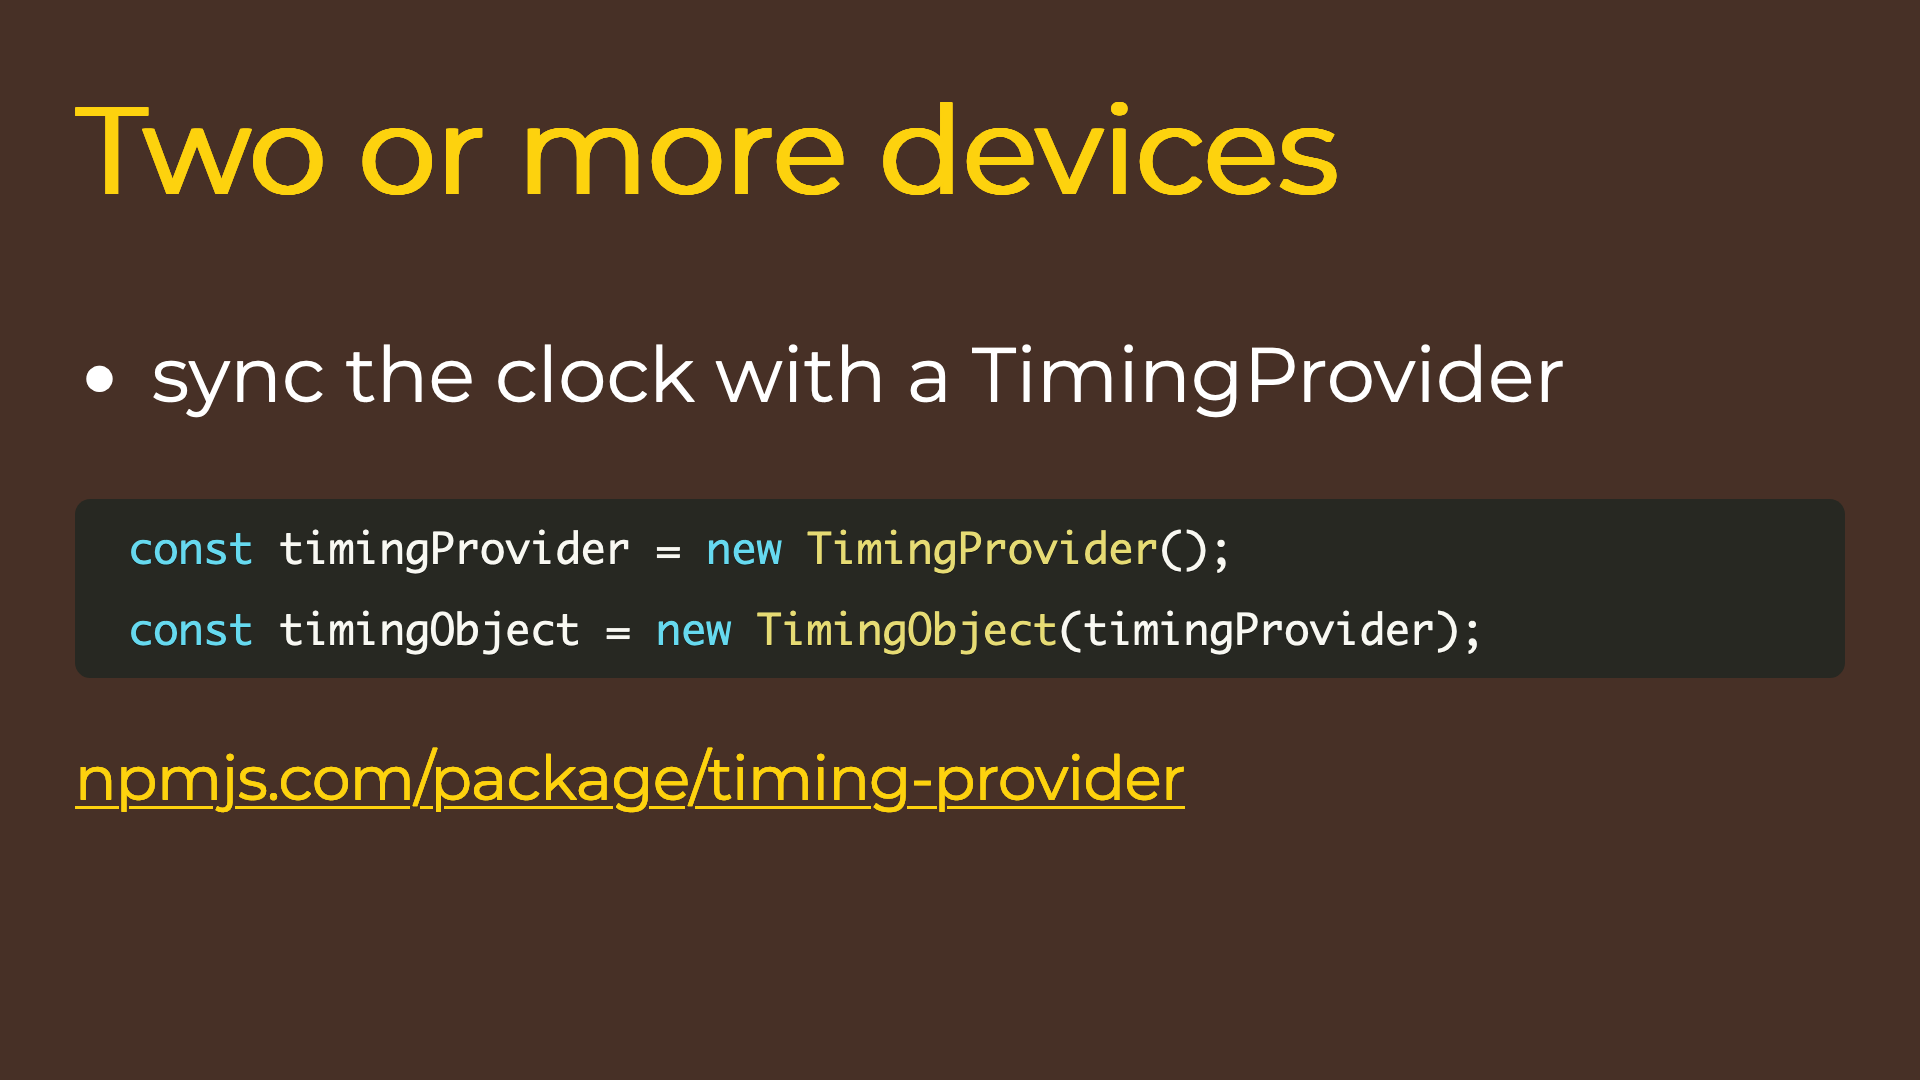 Two or more devices
• sync the clock with a TimingProvider
const timingProvider = new TimingProvider();
const timingObject = new TimingObject(timingProvider);
npmjs.com/package/timing-provider